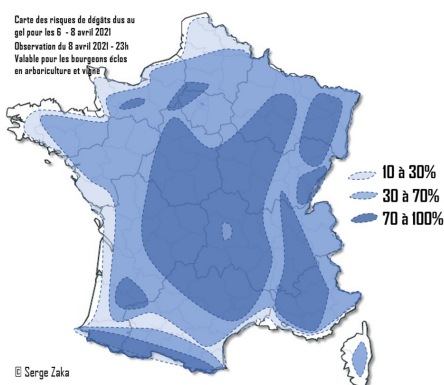 Carte des risques de dégâts dus au
gel pour les 6 - 8 avril 2021
Observation du 8 avril 2021 - 23h
Valable pour les bourgeons éclos
en arboriculture et vigne
10 à 30%
30 à 70%
70 à 100%
© Serge Zaka